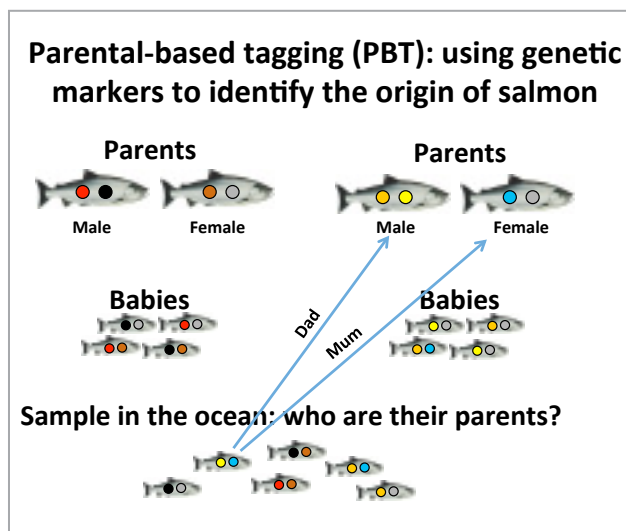 Parental-based tagging (PBT): using genetic
markers to identify the origin of salmon
Parents
Parents
Male
Female
Male
Female
Babies
Babies
Dad
Mum
Sample in the ocean: who are their parents?